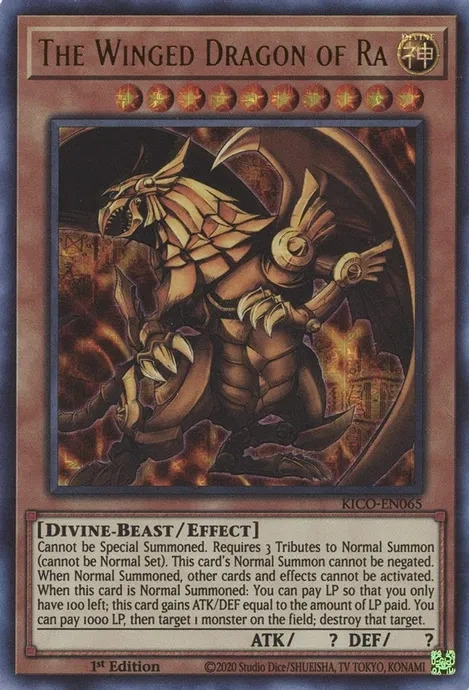 THE WINGED DRAGON OF RA
DIVINE
神
KICO-EN065
[DIVINE-BEAST/EFFECT]
Cannot be Special Summoned. Requires 3 Tributes to Normal Summon
(cannot be Normal Set). This card's Normal Summon cannot be negated.
When Normal Summoned, other cards and effects cannot be activated.
When this card is Normal Summoned: You can pay LP so that you only
have 100 left; this card gains ATK/DEF equal to the amount of LP paid. You
can pay 1000 LP, then target 1 monster on the field; destroy that target.
ATK/ ? DEF/ ?
1st Edition
©2020 Studio Dice/SHUEISHA, TV TOKYO, KONAMI